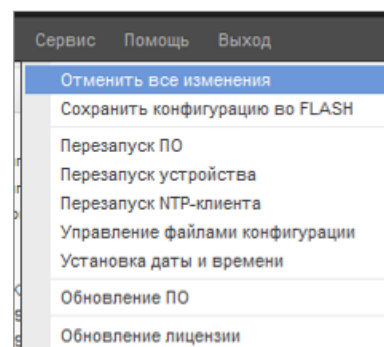 Сервис Помощь Выход
Отменить все изменения
Сохранить конфигурацию во FLASH
Перезапуск ПО
Перезапуск устройства
Перезапуск NTP-клиента
Управление файлами конфигурации
Установка даты и времени
Обновление ПО
Обновление лицензии